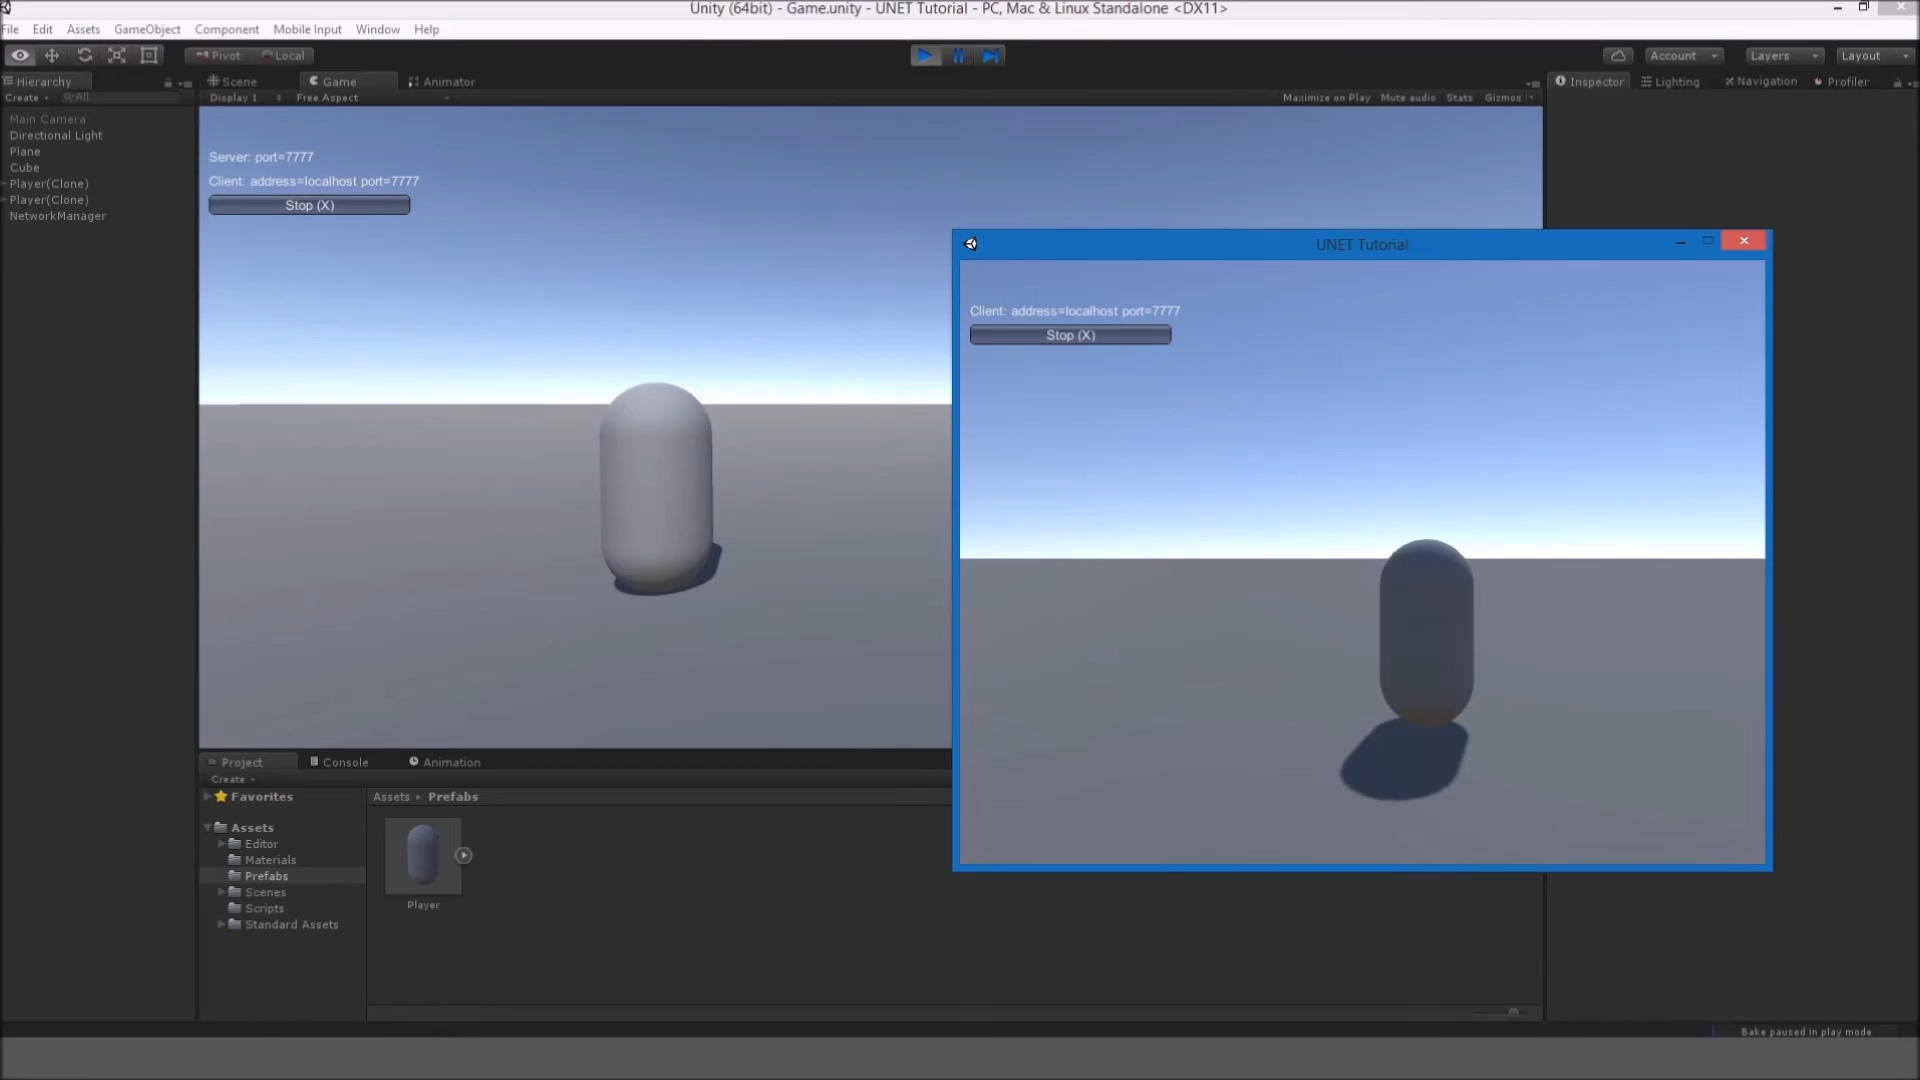 Unity (64bit) - Game.unity - UNET Tutorial - PC, Mac & Linux Standalone <DX11>
File Edit Assets GameObject Component Mobile Input Window Help
Pivot Local Account Layers Layout
Hierarchy Scene Game Animator Inspector Lighting Navigation Profiler
Create All Display 1 Free Aspect Maximize on Play Mute audio Stats Gizmos
Main Camera
Directional Light
Plane
Cube
Player(Clone)
Player(Clone)
NetworkManager
Server: port=7777
Client: address=localhost port=7777
Stop (X)
UNET Tutorial
Client: address=localhost port=7777
Stop (X)
Project Console Animation
Create
Favorites
Assets
Editor
Materials
Prefabs
Scenes
Scripts
Standard Assets
Assets Prefabs
Player
Bake paused in play mode